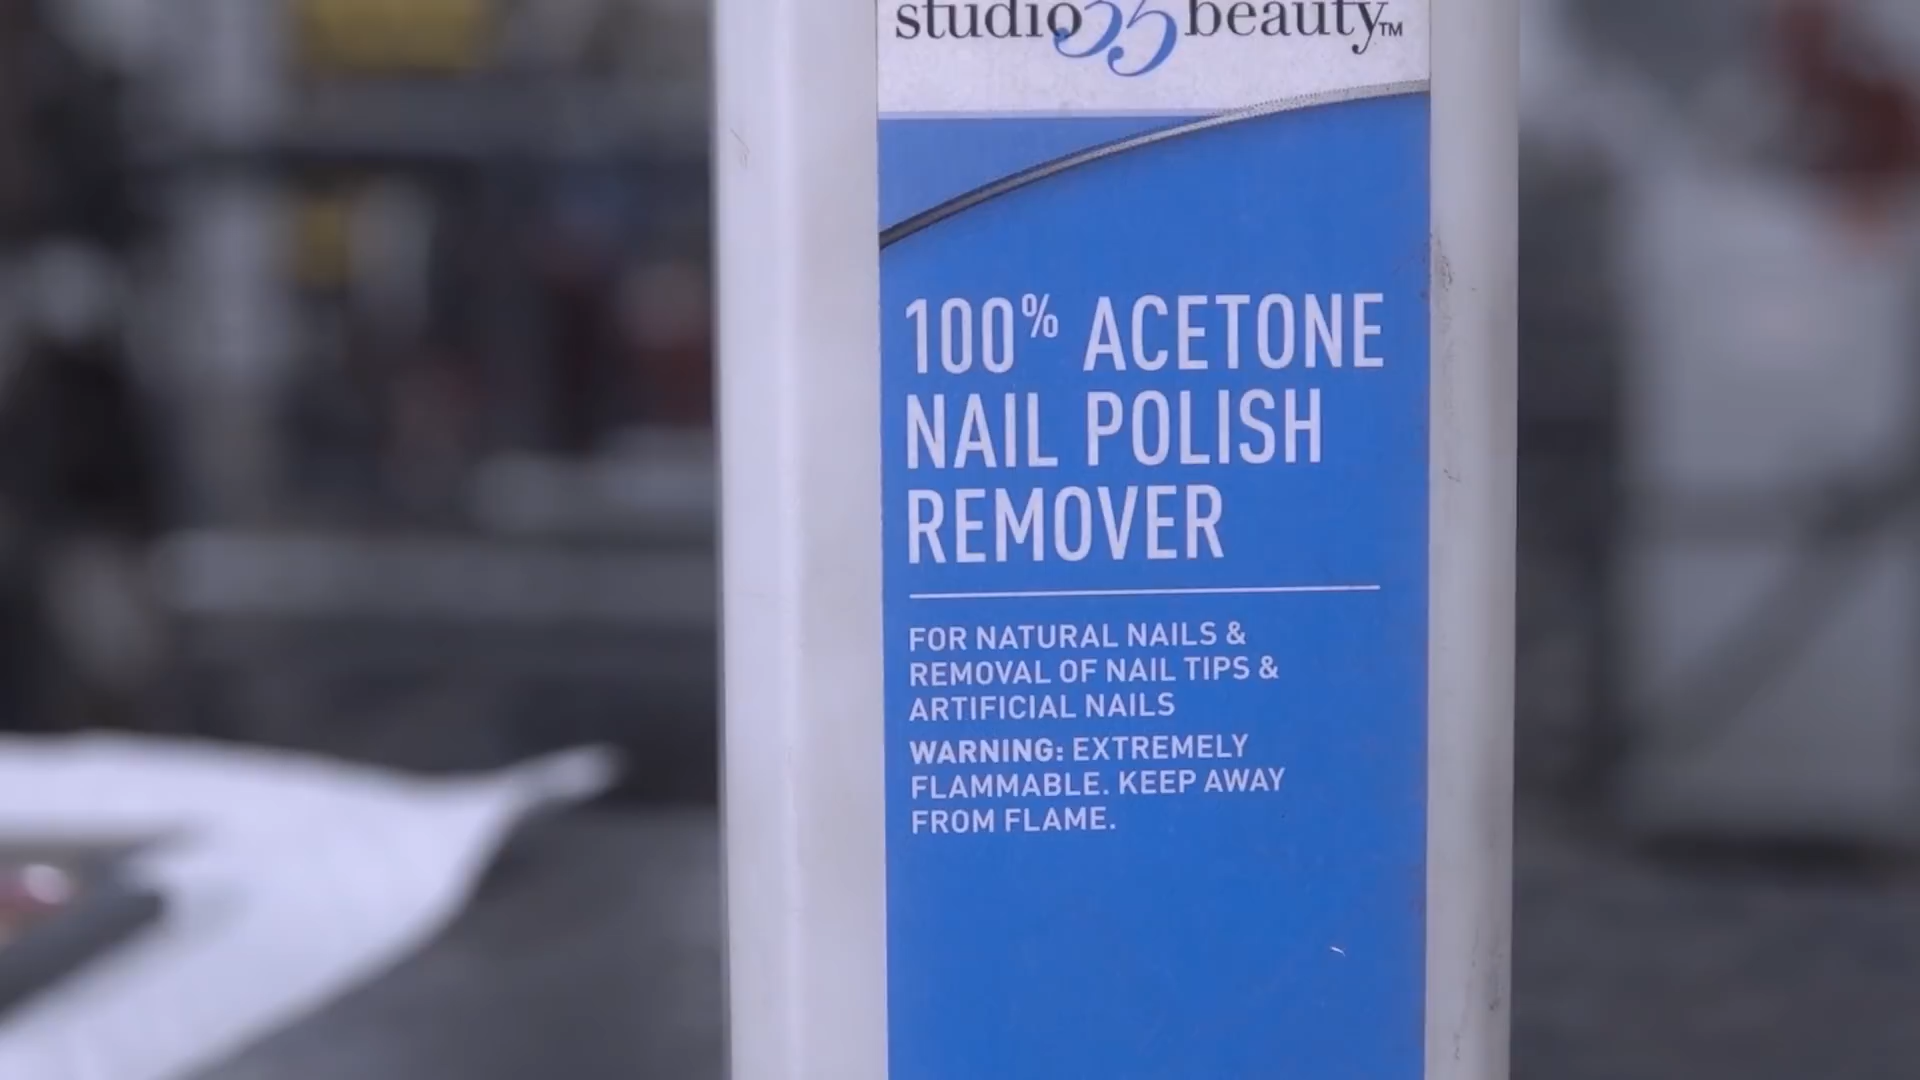 studio 35 beauty™
100% ACETONE
NAIL POLISH
REMOVER
FOR NATURAL NAILS &
REMOVAL OF NAIL TIPS &
ARTIFICIAL NAILS
WARNING: EXTREMELY
FLAMMABLE. KEEP AWAY
FROM FLAME.